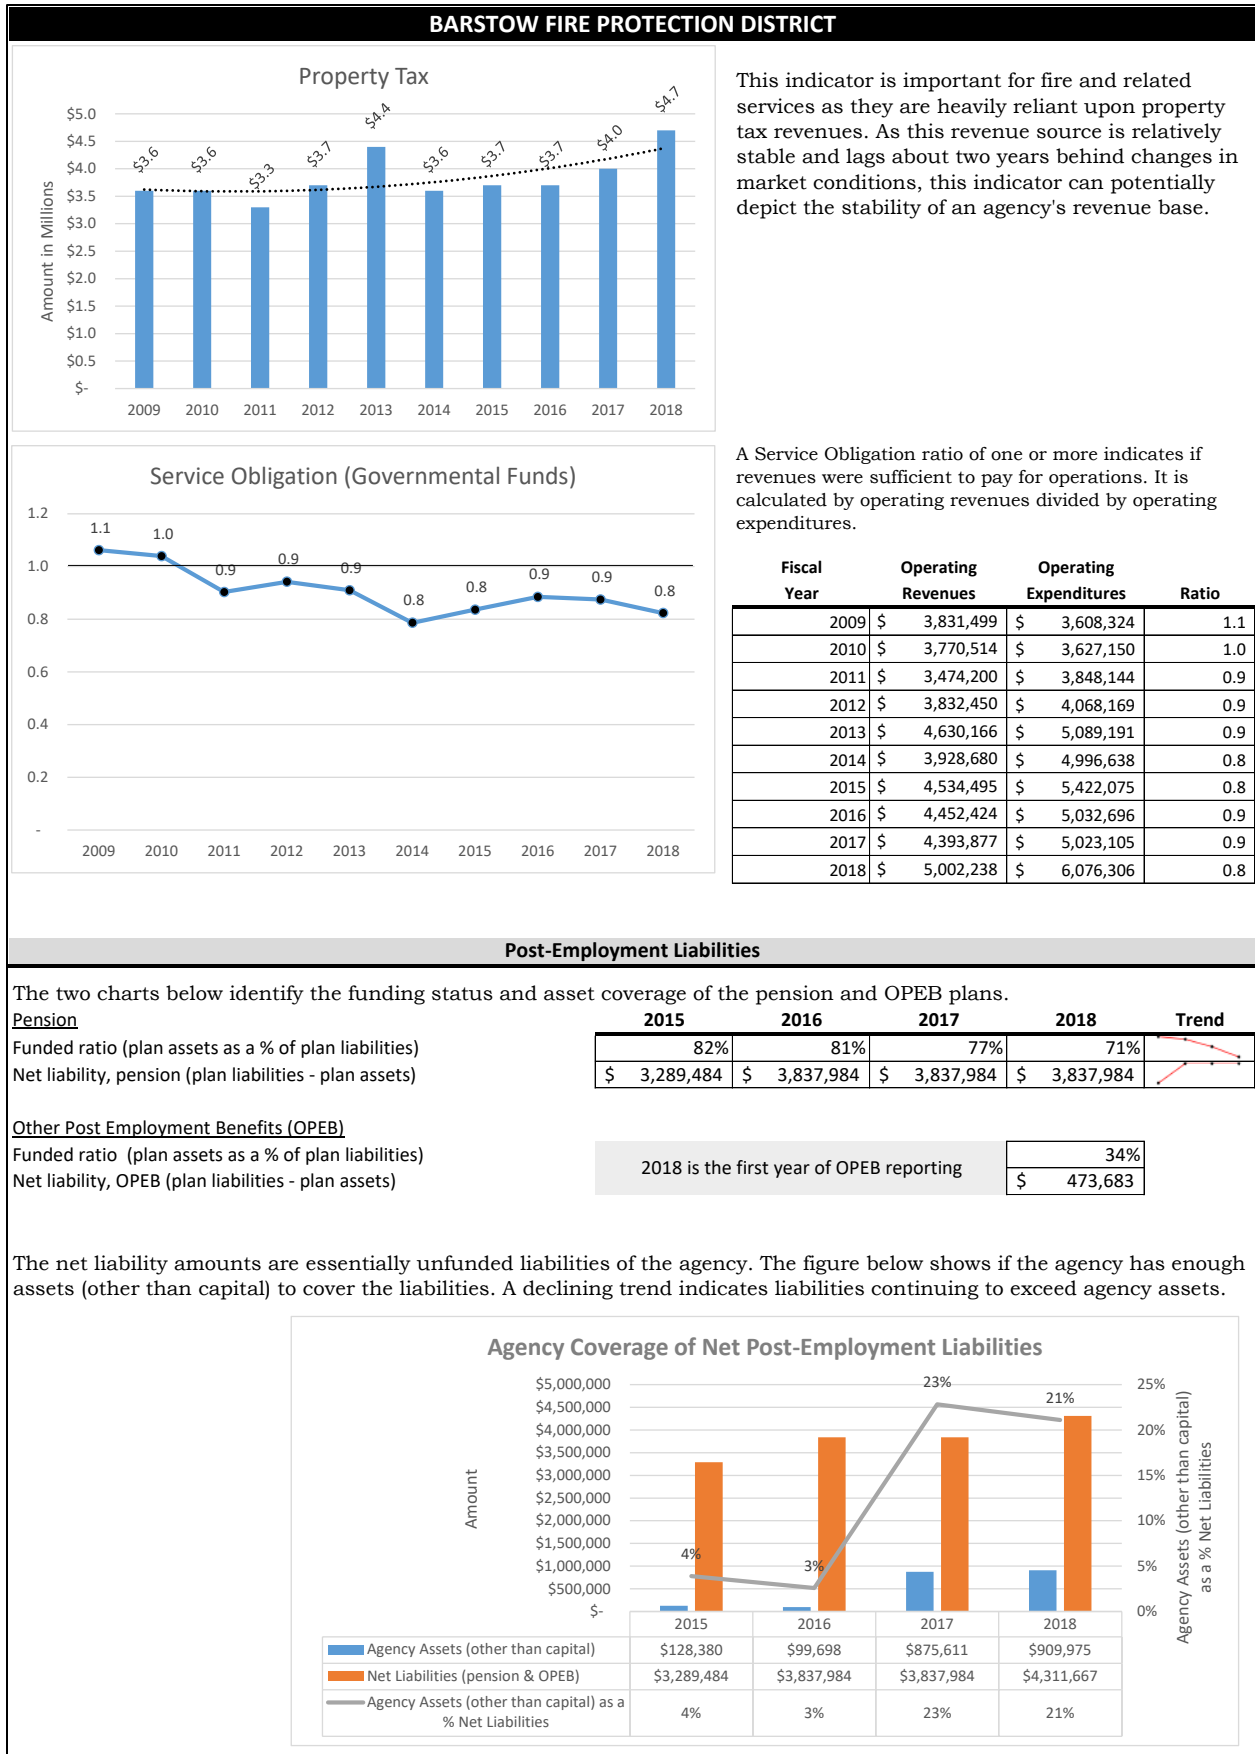 BARSTOW FIRE PROTECTION DISTRICT
Property Tax
Amount in Millions
$5.0
$4.5
$4.0
$3.5
$3.0
$2.5
$2.0
$1.5
$1.0
$0.5
$-
$3.6 $3.6 $3.3 $3.7 $4.4 $3.6 $3.7 $3.7 $4.0 $4.7
2009 2010 2011 2012 2013 2014 2015 2016 2017 2018
This indicator is important for fire and related
services as they are heavily reliant upon property
tax revenues. As this revenue source is relatively
stable and lags about two years behind changes in
market conditions, this indicator can potentially
depict the stability of an agency's revenue base.
Service Obligation (Governmental Funds)
1.2
1.0
0.8
0.6
0.4
0.2
-
1.1 1.0 0.9 0.9 0.9 0.8 0.8 0.9 0.9 0.8
2009 2010 2011 2012 2013 2014 2015 2016 2017 2018
A Service Obligation ratio of one or more indicates if
revenues were sufficient to pay for operations. It is
calculated by operating revenues divided by operating
expenditures.
Fiscal Operating Operating
Year Revenues Expenditures Ratio
2009 $ 3,831,499 $ 3,608,324 1.1
2010 $ 3,770,514 $ 3,627,150 1.0
2011 $ 3,474,200 $ 3,848,144 0.9
2012 $ 3,832,450 $ 4,068,169 0.9
2013 $ 4,630,166 $ 5,089,191 0.9
2014 $ 3,928,680 $ 4,996,638 0.8
2015 $ 4,534,495 $ 5,422,075 0.8
2016 $ 4,452,424 $ 5,032,696 0.9
2017 $ 4,393,877 $ 5,023,105 0.9
2018 $ 5,002,238 $ 6,076,306 0.8
Post-Employment Liabilities
The two charts below identify the funding status and asset coverage of the pension and OPEB plans.
Pension 2015 2016 2017 2018 Trend
Funded ratio (plan assets as a % of plan liabilities) 82% 81% 77% 71%
Net liability, pension (plan liabilities - plan assets) $ 3,289,484 $ 3,837,984 $ 3,837,984 $ 3,837,984
Other Post Employment Benefits (OPEB)
Funded ratio (plan assets as a % of plan liabilities) 34%
2018 is the first year of OPEB reporting
Net liability, OPEB (plan liabilities - plan assets) $ 473,683
The net liability amounts are essentially unfunded liabilities of the agency. The figure below shows if the agency has enough
assets (other than capital) to cover the liabilities. A declining trend indicates liabilities continuing to exceed agency assets.
Agency Coverage of Net Post-Employment Liabilities
Amount
$5,000,000
$4,500,000
$4,000,000
$3,500,000
$3,000,000
$2,500,000
$2,000,000
$1,500,000
$1,000,000
$500,000
$-
4% 3% 23% 21%
25%
20%
15%
10%
5%
0%
Agency Assets (other than capital)
as a % Net Liabilities
2015 2016 2017 2018
Agency Assets (other than capital) $128,380 $99,698 $875,611 $909,975
Net Liabilities (pension & OPEB) $3,289,484 $3,837,984 $3,837,984 $4,311,667
Agency Assets (other than capital) as a
% Net Liabilities 4% 3% 23% 21%